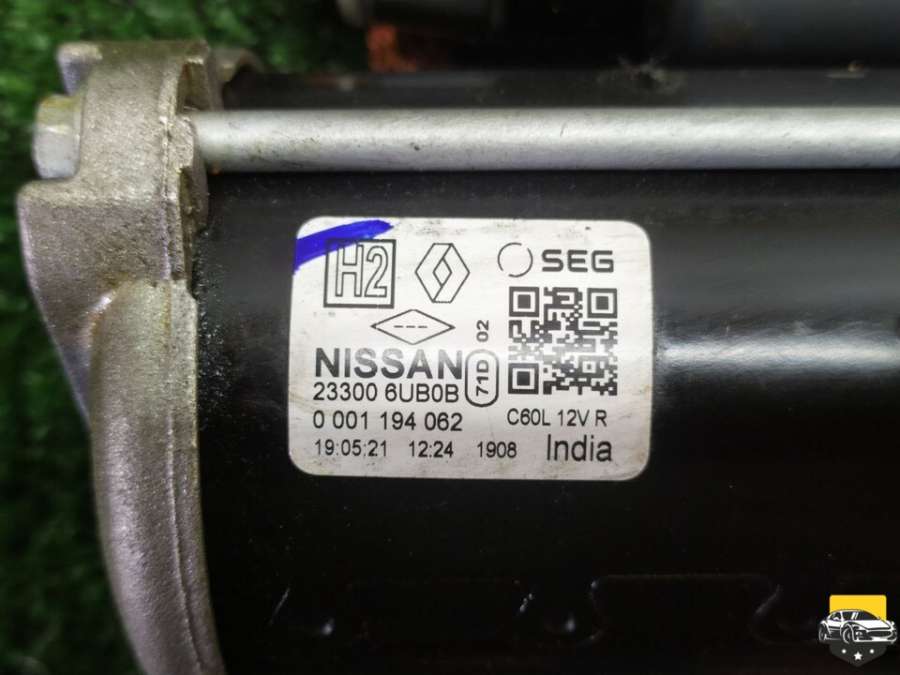 H2
SEG
02
NISSAN
71D
23300 6UB0B
0 001 194 062
C60L 12V R
19:05:21 12:24 1908
India